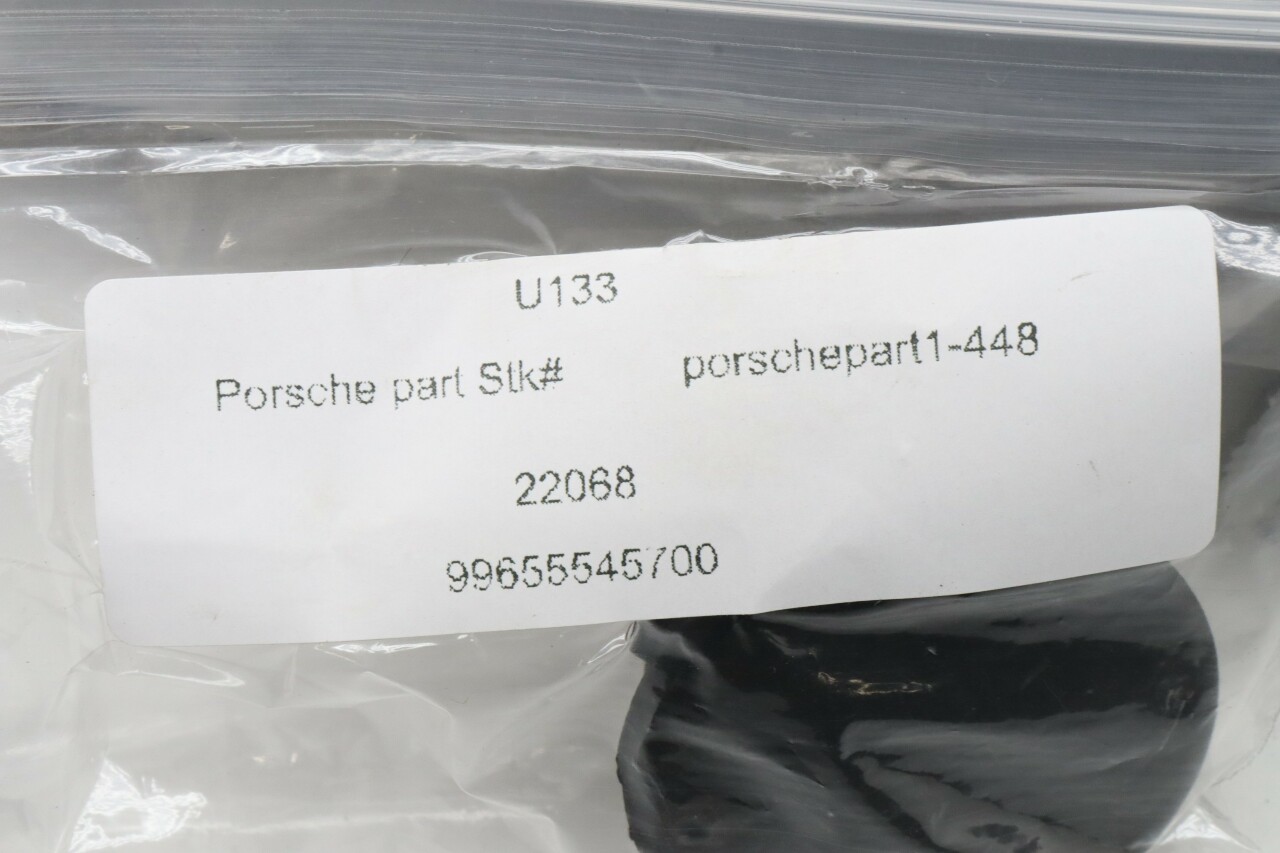 U133
Porsche part Stk# porschepart1-448
22068
99655545700